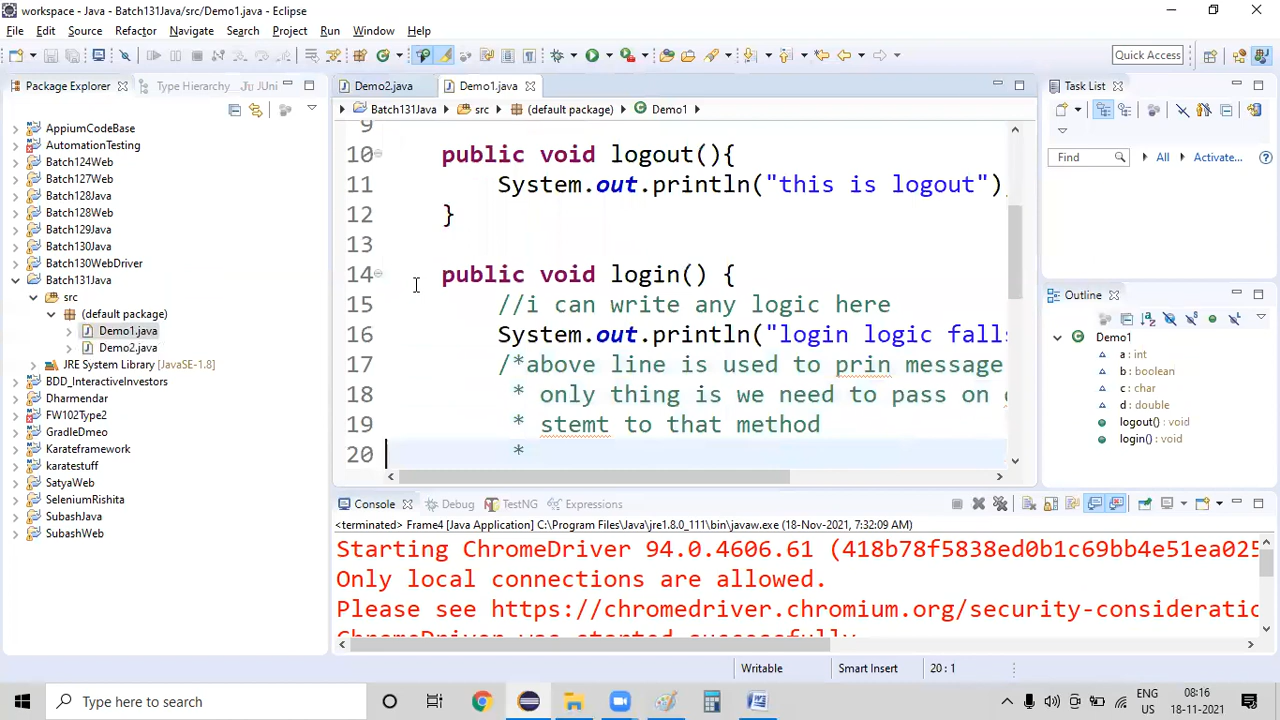 workspace - Java - Batch131Java/src/Demo1.java - Eclipse
File Edit Source Refactor Navigate Search Project Run Window Help
Quick Access
Package Explorer Type Hierarchy JUni
Demo2.java Demo1.java
Task List
Batch131Java src (default package) Demo1
Find All Activate...
AppiumCodeBase
AutomationTesting
Batch124Web
Batch127Web
Batch128Java
Batch128Web
Batch129Java
Batch130Java
Batch130WebDriver
Batch131Java
src
(default package)
Demo1.java
Demo2.java
JRE System Library [JavaSE-1.8]
BDD_InteractiveInvestors
Dharmendar
FW102Type2
GradleDmeo
Karateframework
karatestuff
SatyaWeb
SeleniumRishita
SubashJava
SubashWeb
9
10 public void logout(){
11 System.out.println("this is logout")
12 }
13
14 public void login() {
15 //i can write any logic here
16 System.out.println("login logic falls
17 /*above line is used to prin message
18 * only thing is we need to pass on
19 * stemt to that method
20 *
Outline
Demo1
a : int
b : boolean
c : char
d : double
logout() : void
login() : void
Console Debug TestNG Expressions
<terminated> Frame4 [Java Application] C:\Program Files\Java\jre1.8.0_111\bin\javaw.exe (18-Nov-2021, 7:32:09 AM)
Starting ChromeDriver 94.0.4606.61 (418b78f5838ed0b1c69bb4e51ea025
Only local connections are allowed.
Please see https://chromedriver.chromium.org/security-consideratio
ChromeDriver was started successfully
Writable Smart Insert 20 : 1
Type here to search
ENG
US
08:16
18-11-2021